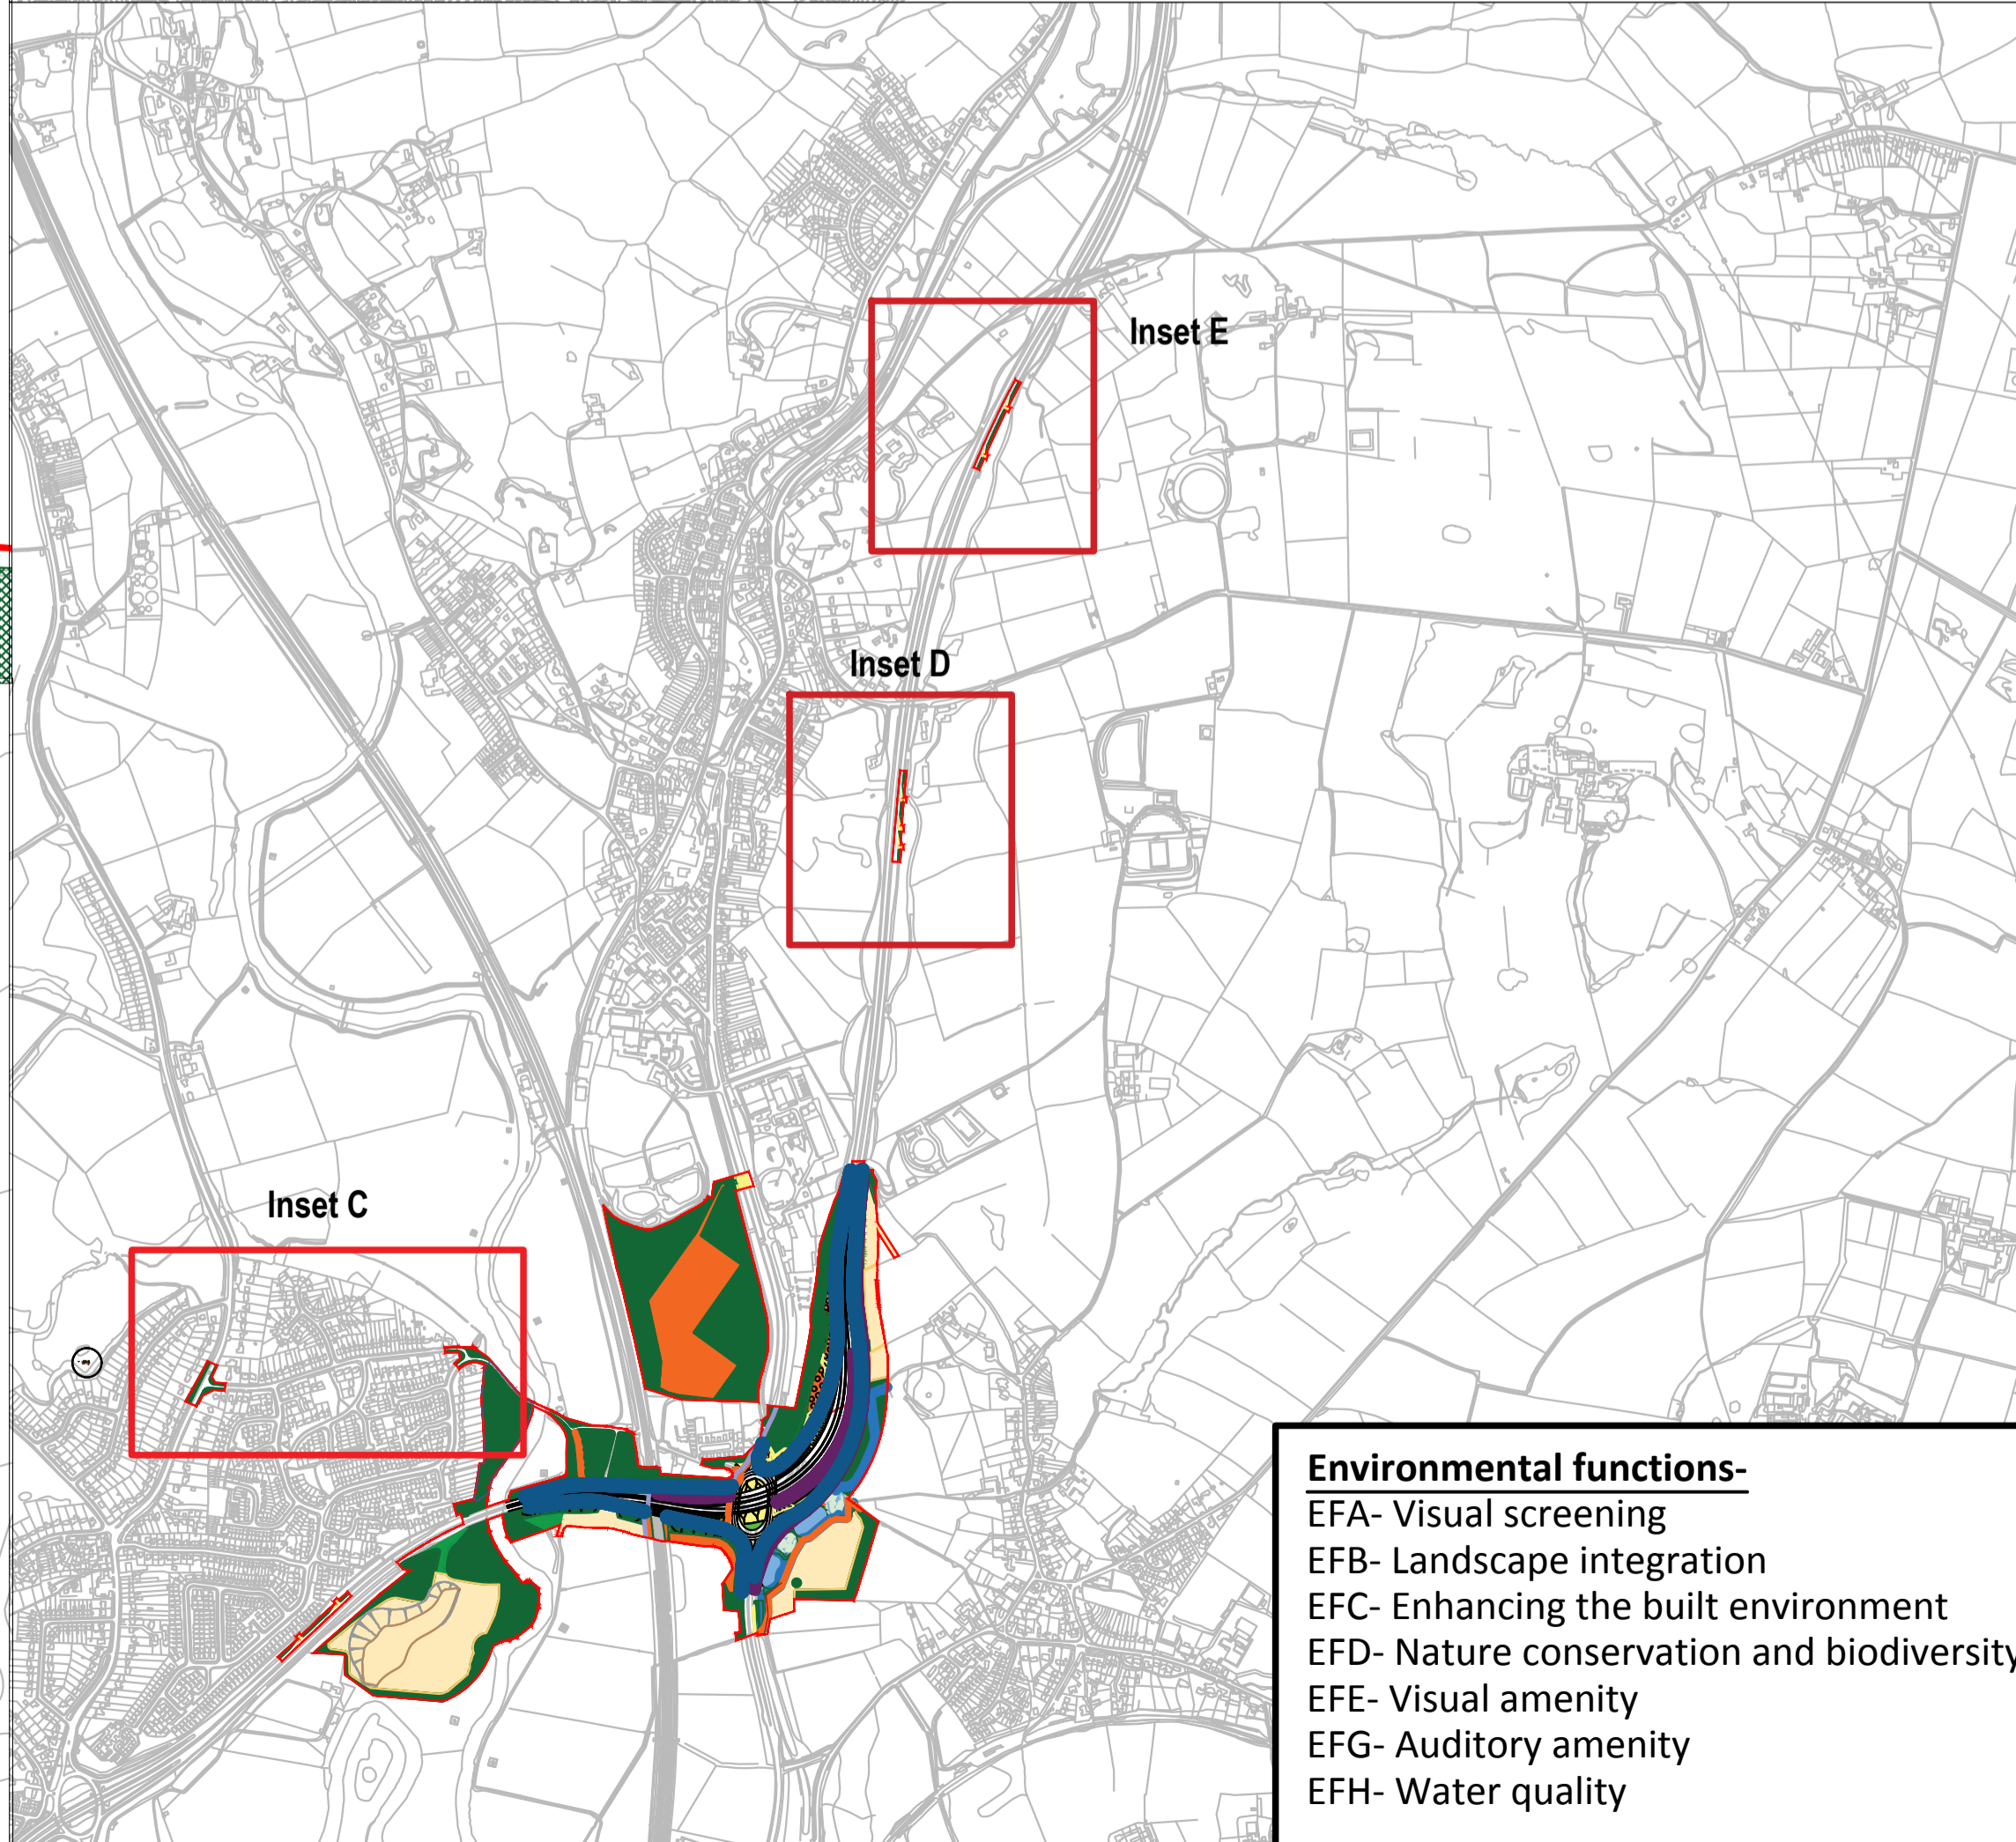 Inset E
Inset D
Inset C
Environmental functions-
EFA- Visual screening
EFB- Landscape integration
EFC- Enhancing the built environment
EFD- Nature conservation and biodiversity
EFE- Visual amenity
EFG- Auditory amenity
EFH- Water quality